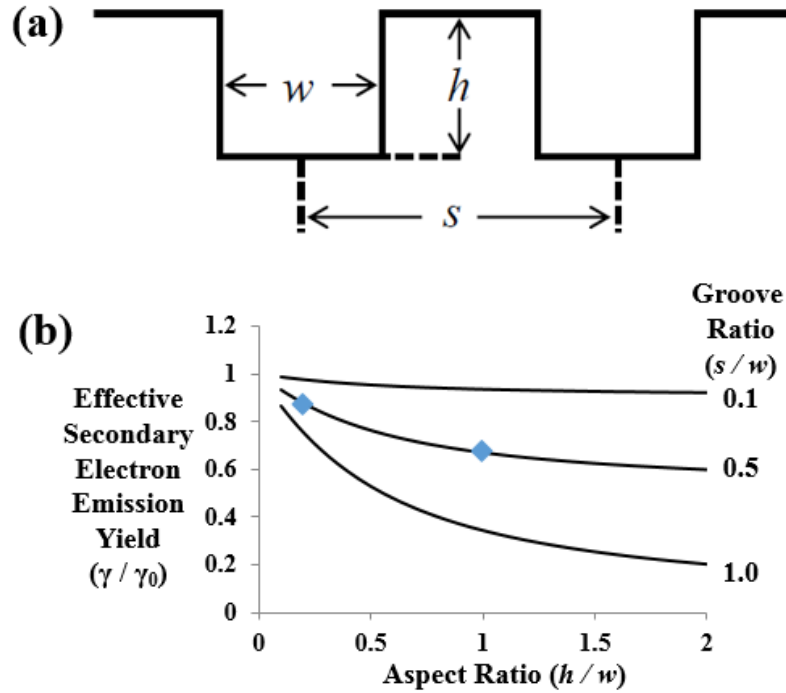 (a)
w
h
s
(b)
Effective
Secondary
Electron
Emission
Yield
(γ / γ₀)
1.2
1
0.8
0.6
0.4
0.2
0
0
0.5
1
1.5
2
Aspect Ratio (h / w)
Groove
Ratio
(s / w)
0.1
0.5
1.0